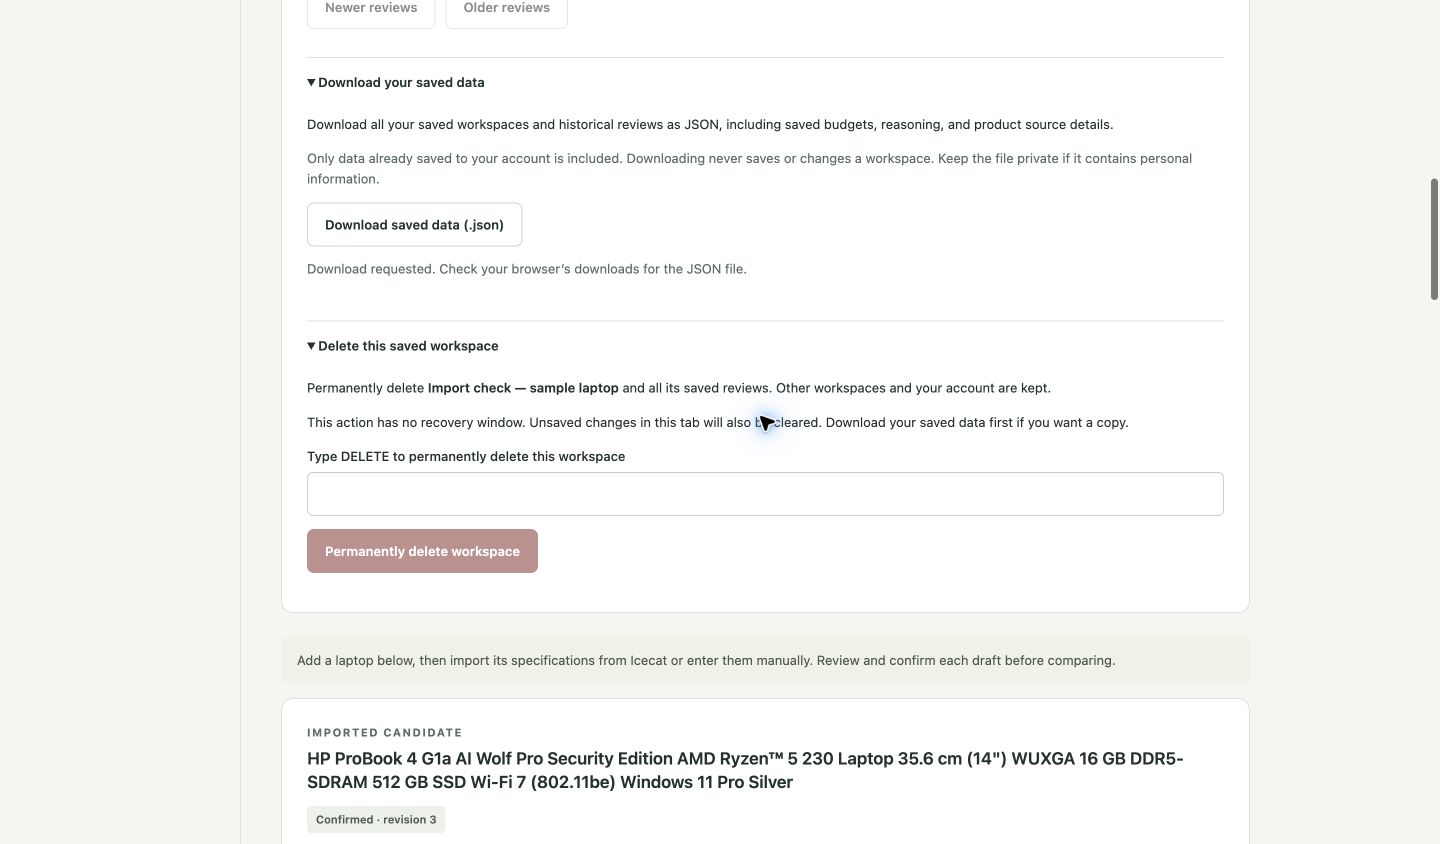 Newer reviews
Older reviews
Download your saved data
Download all your saved workspaces and historical reviews as JSON, including saved budgets, reasoning, and product source details.
Only data already saved to your account is included. Downloading never saves or changes a workspace. Keep the file private if it contains personal
information.
Download saved data (.json)
Download requested. Check your browser's downloads for the JSON file.
Delete this saved workspace
Permanently delete Import check — sample laptop and all its saved reviews. Other workspaces and your account are kept.
This action has no recovery window. Unsaved changes in this tab will also cleared. Download your saved data first if you want a copy.
Type DELETE to permanently delete this workspace
Permanently delete workspace
Add a laptop below, then import its specifications from Icecat or enter them manually. Review and confirm each draft before comparing.
IMPORTED CANDIDATE
HP ProBook 4 G1a AI Wolf Pro Security Edition AMD Ryzen™ 5 230 Laptop 35.6 cm (14") WUXGA 16 GB DDR5-
SDRAM 512 GB SSD Wi-Fi 7 (802.11be) Windows 11 Pro Silver
Confirmed · revision 3